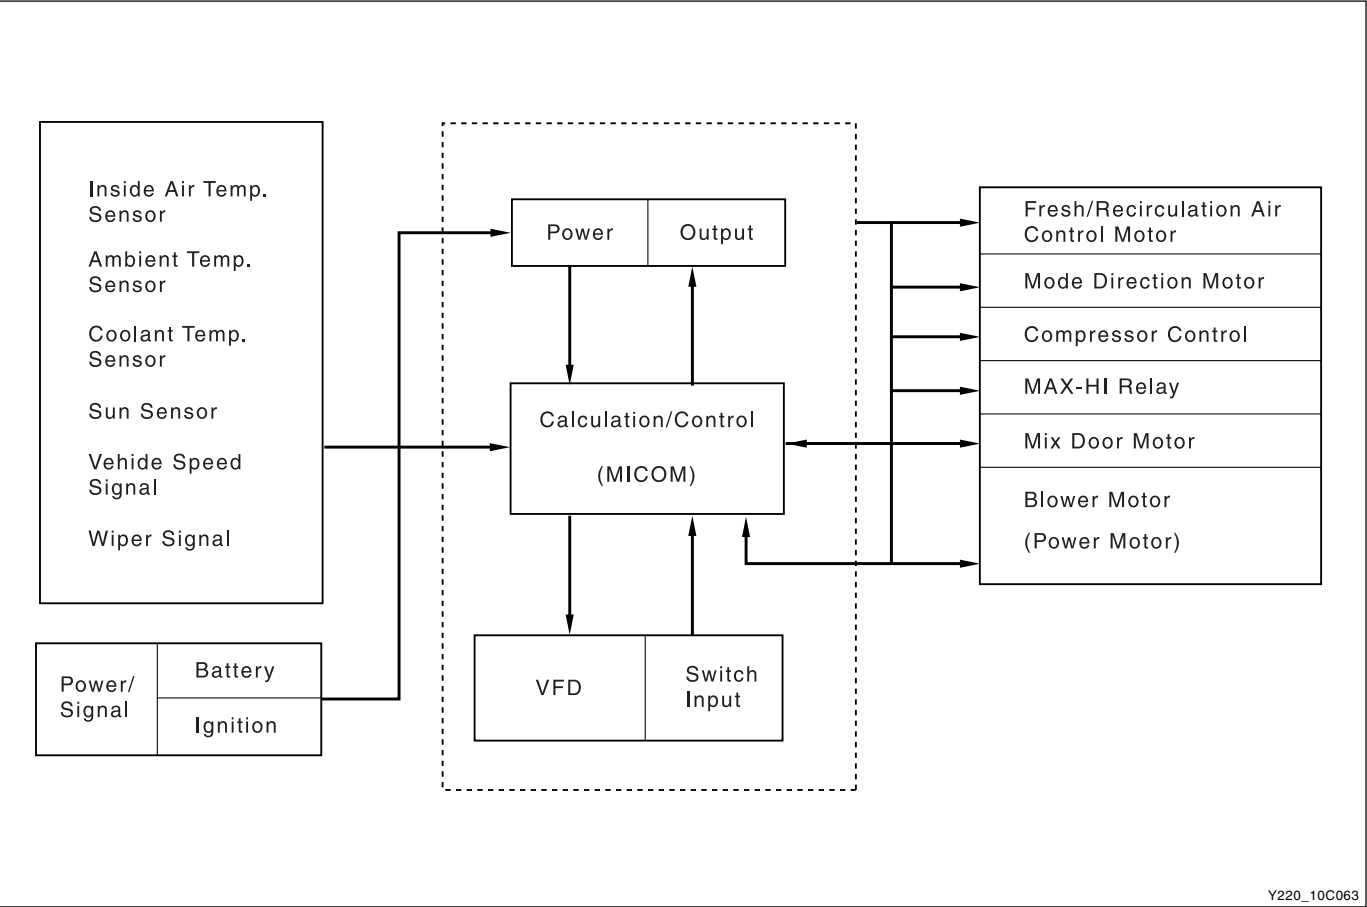 Inside Air Temp.
Sensor
Ambient Temp.
Sensor
Coolant Temp.
Sensor
Sun Sensor
Vehide Speed
Signal
Wiper Signal
Power/
Signal
Battery
Ignition
Power
Output
Calculation/Control
(MICOM)
VFD
Switch
Input
Fresh/Recirculation Air
Control Motor
Mode Direction Motor
Compressor Control
MAX-HI Relay
Mix Door Motor
Blower Motor
(Power Motor)
Y220_10C063